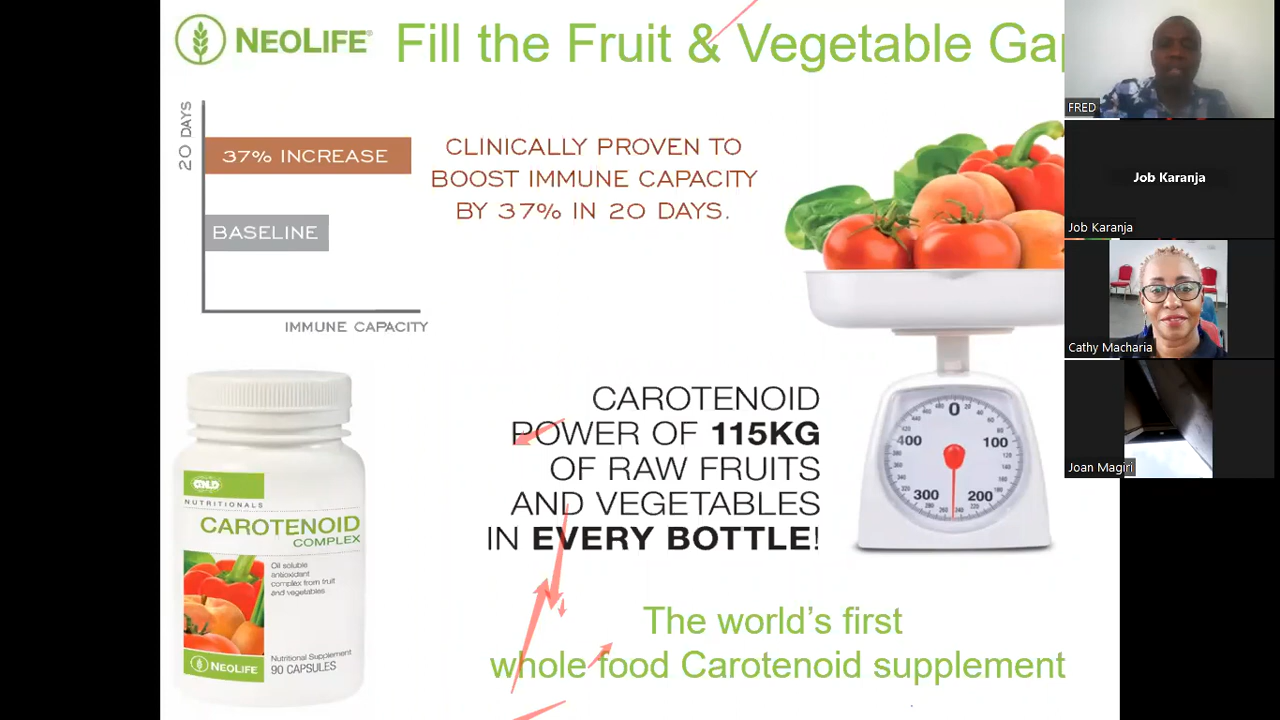 NEOLIFE®
Fill the Fruit & Vegetable Gap
20 DAYS
37% INCREASE
BASELINE
IMMUNE CAPACITY
CLINICALLY PROVEN TO
BOOST IMMUNE CAPACITY
BY 37% IN 20 DAYS.
CAROTENOID
POWER OF 115KG
OF RAW FRUITS
AND VEGETABLES
IN EVERY BOTTLE!
0
100
200
300
400
GNLD
NUTRITIONALS
CAROTENOID
COMPLEX
Oil soluble
antioxidant
complex from fruit
and vegetables
NEOLIFE
Nutritional Supplement
90 CAPSULES
The world's first
whole food Carotenoid supplement
FRED
Job Karanja
Job Karanja
Cathy Macharia
Joan Magiri